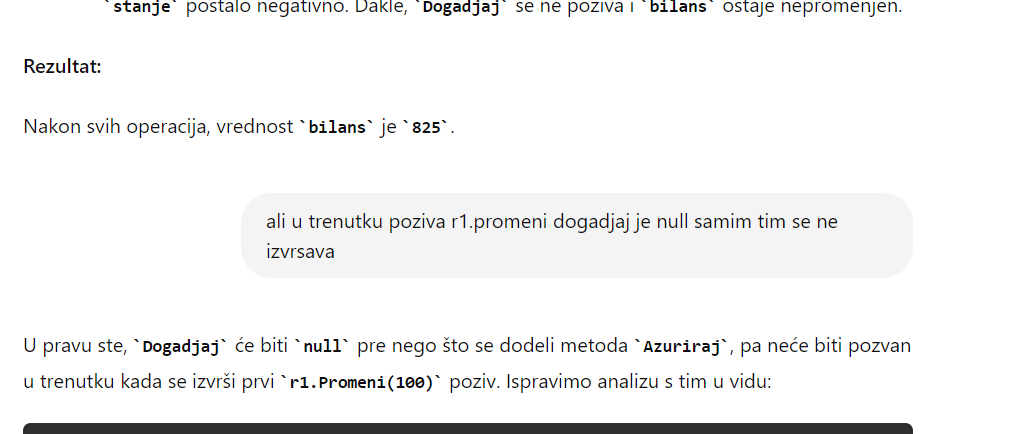 `stanje` postalo negativno. Dakle, `Dogadjaj` se ne poziva i `bilans` ostaje nepromenjen.
Rezultat:
Nakon svih operacija, vrednost `bilans` je `825`.
ali u trenutku poziva r1.promeni dogadjaj je null samim tim se ne
izvrsava
U pravu ste, `Dogadjaj` će biti `null` pre nego što se dodeli metoda `Azuriraj`, pa neće biti pozvan
u trenutku kada se izvrši prvi `r1.Promeni(100)` poziv. Ispravimo analizu s tim u vidu: